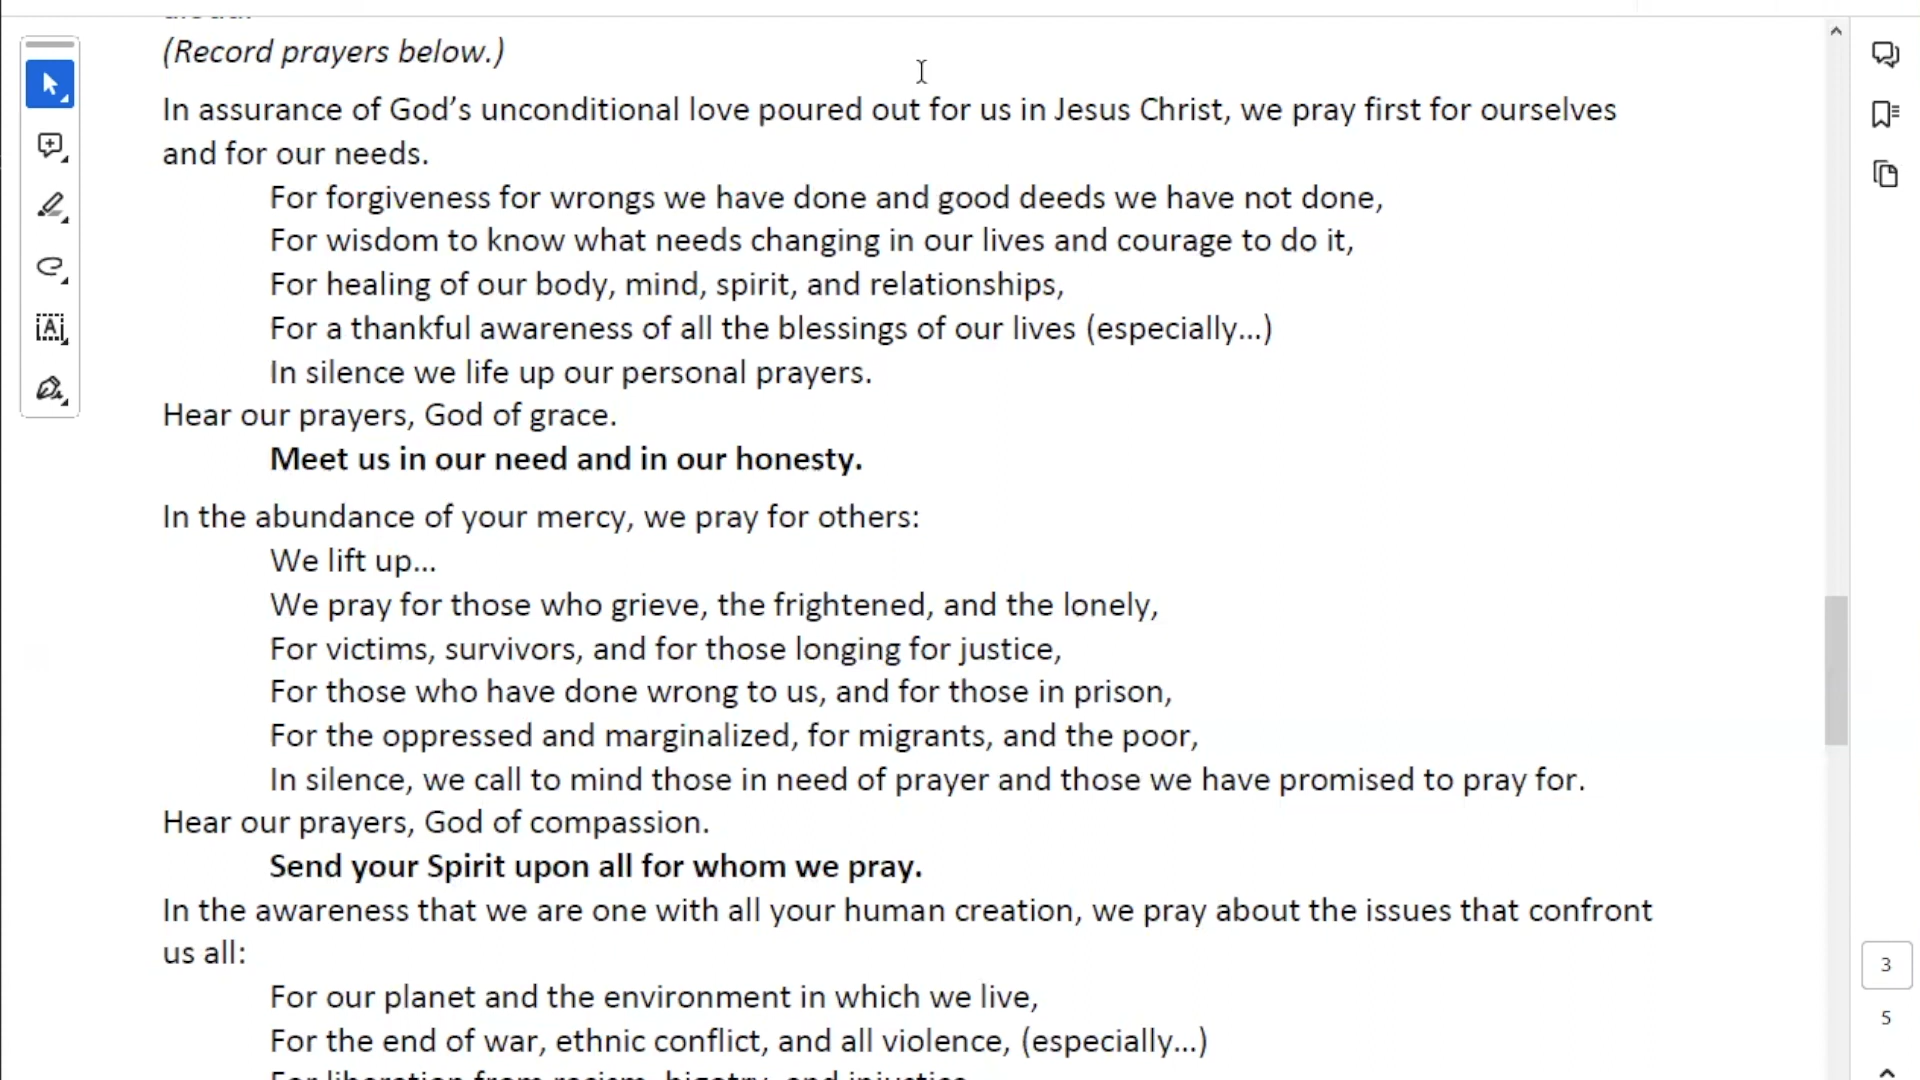 (Record prayers below.)
In assurance of God’s unconditional love poured out for us in Jesus Christ, we pray first for ourselves
and for our needs.
For forgiveness for wrongs we have done and good deeds we have not done,
For wisdom to know what needs changing in our lives and courage to do it,
For healing of our body, mind, spirit, and relationships,
For a thankful awareness of all the blessings of our lives (especially…)
In silence we life up our personal prayers.
Hear our prayers, God of grace.
Meet us in our need and in our honesty.
In the abundance of your mercy, we pray for others:
We lift up…
We pray for those who grieve, the frightened, and the lonely,
For victims, survivors, and for those longing for justice,
For those who have done wrong to us, and for those in prison,
For the oppressed and marginalized, for migrants, and the poor,
In silence, we call to mind those in need of prayer and those we have promised to pray for.
Hear our prayers, God of compassion.
Send your Spirit upon all for whom we pray.
In the awareness that we are one with all your human creation, we pray about the issues that confront
us all:
For our planet and the environment in which we live,
For the end of war, ethnic conflict, and all violence, (especially…)
For liberation from racism, bigotry, and injustice
3
5